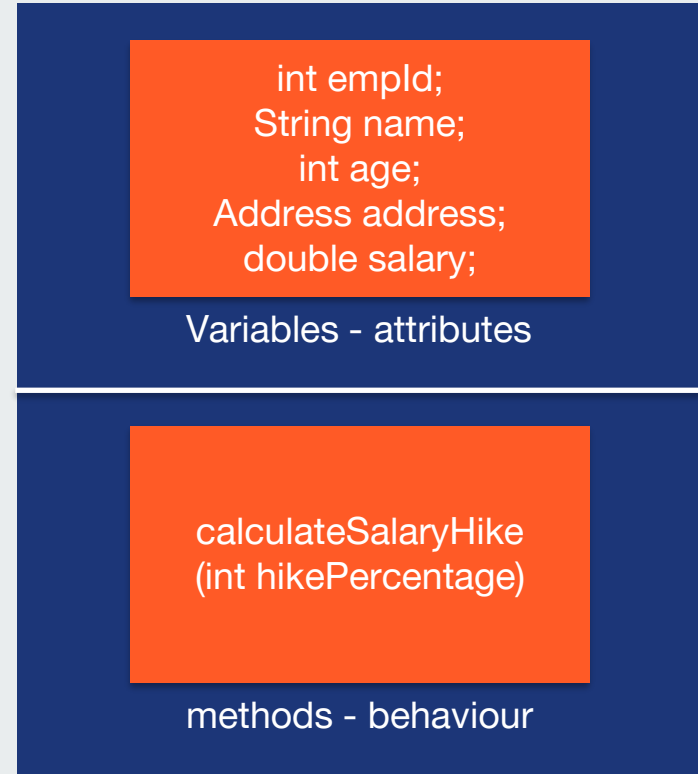 int empId;
String name;
int age;
Address address;
double salary;
Variables - attributes
calculateSalaryHike
(int hikePercentage)
methods - behaviour